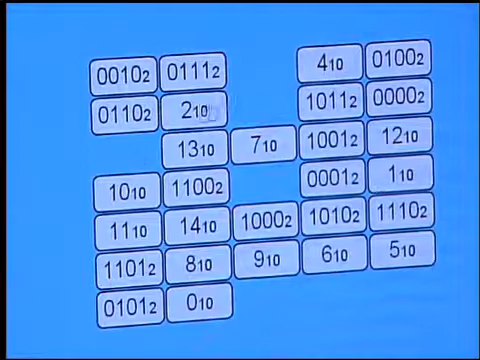 0010₂ 0111₂ 4₁₀ 0100₂
0110₂ 2₁₀ 1011₂ 0000₂
13₁₀ 7₁₀ 1001₂ 12₁₀
10₁₀ 1100₂ 0001₂ 1₁₀
11₁₀ 14₁₀ 1000₂ 1010₂ 1110₂
1101₂ 8₁₀ 9₁₀ 6₁₀ 5₁₀
0101₂ 0₁₀